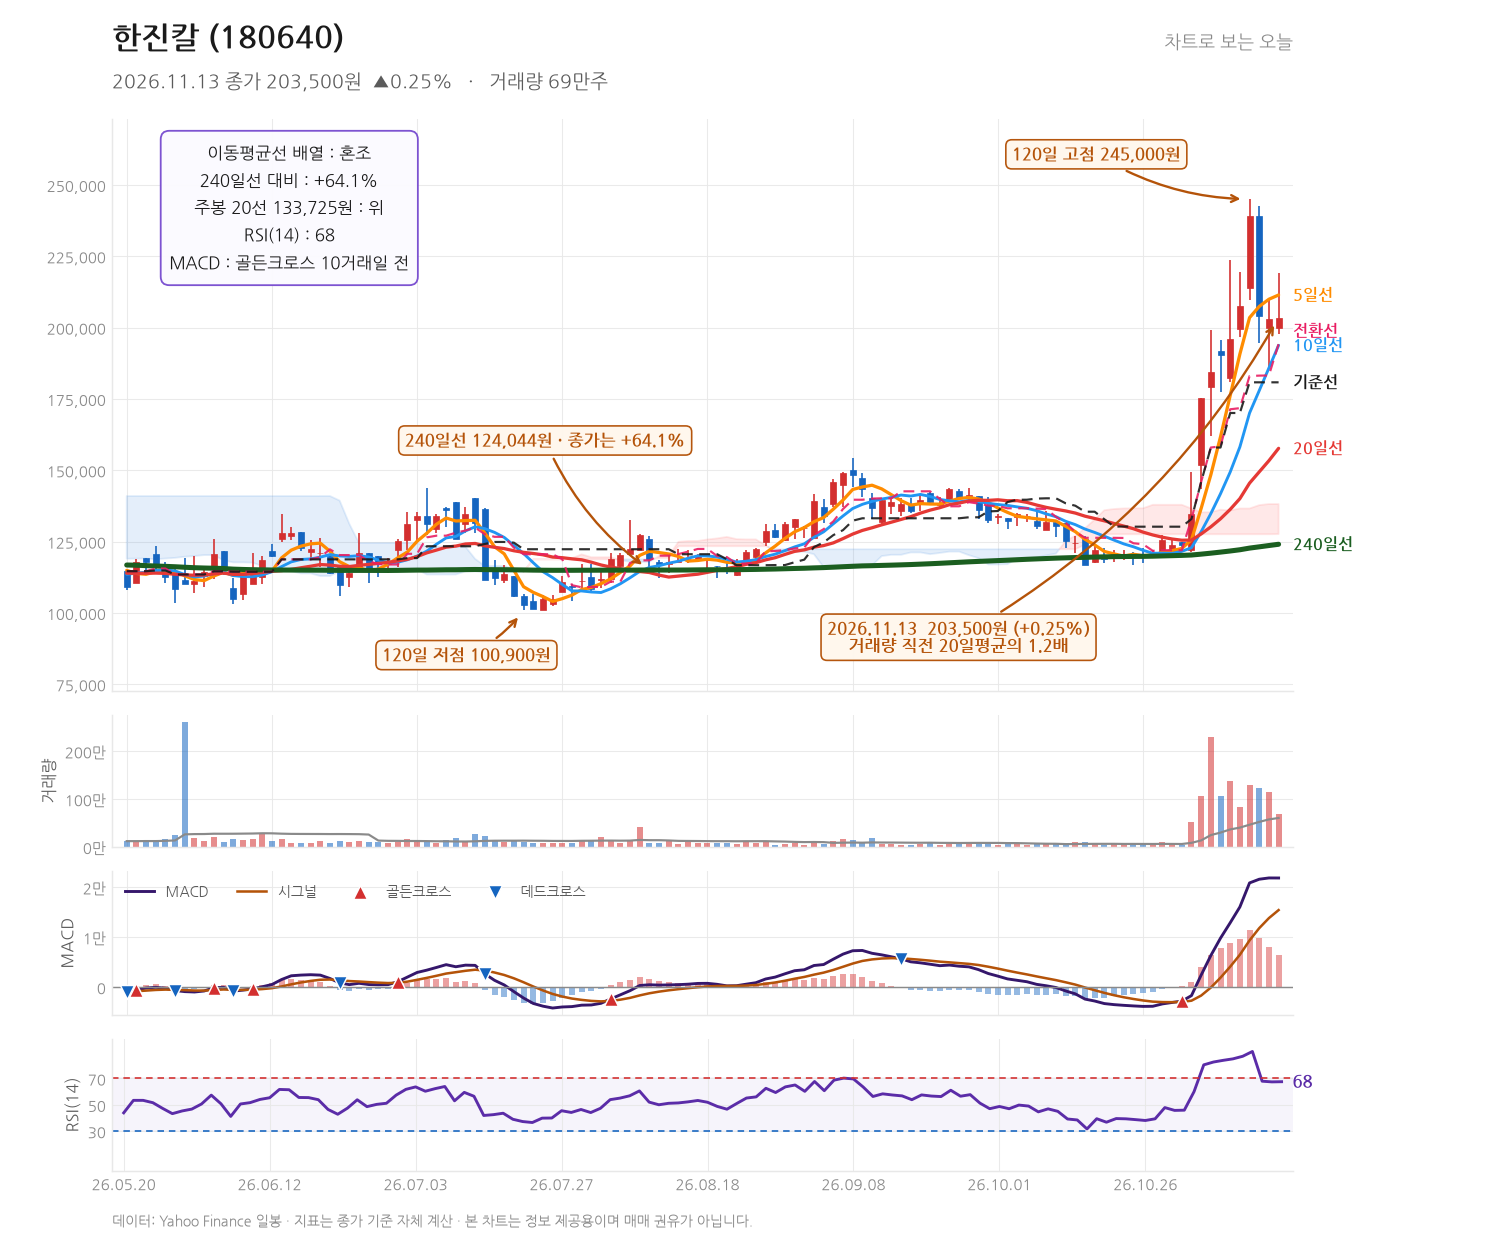 한진칼 (180640)
차트로 보는 오늘
2026.11.13 종가 203,500원 ▲0.25% · 거래량 69만주
이동평균선 배열 : 혼조
240일선 대비 : +64.1%
주봉 20선 133,725원 : 위
RSI(14) : 68
MACD : 골든크로스 10거래일 전
120일 고점 245,000원
250,000
225,000
200,000
175,000
150,000
125,000
100,000
75,000
5일선
전환선
10일선
기준선
20일선
240일선
240일선 124,044원 · 종가는 +64.1%
120일 저점 100,900원
2026.11.13 203,500원 (+0.25%)
거래량 직전 20일평균의 1.2배
거래량
200만
100만
0만
MACD
2만
1만
0
MACD
시그널
골든크로스
데드크로스
RSI(14)
70
50
30
68
26.05.20
26.06.12
26.07.03
26.07.27
26.08.18
26.09.08
26.10.01
26.10.26
데이터: Yahoo Finance 일봉 · 지표는 종가 기준 자체 계산 · 본 차트는 정보 제공용이며 매매 권유가 아닙니다.